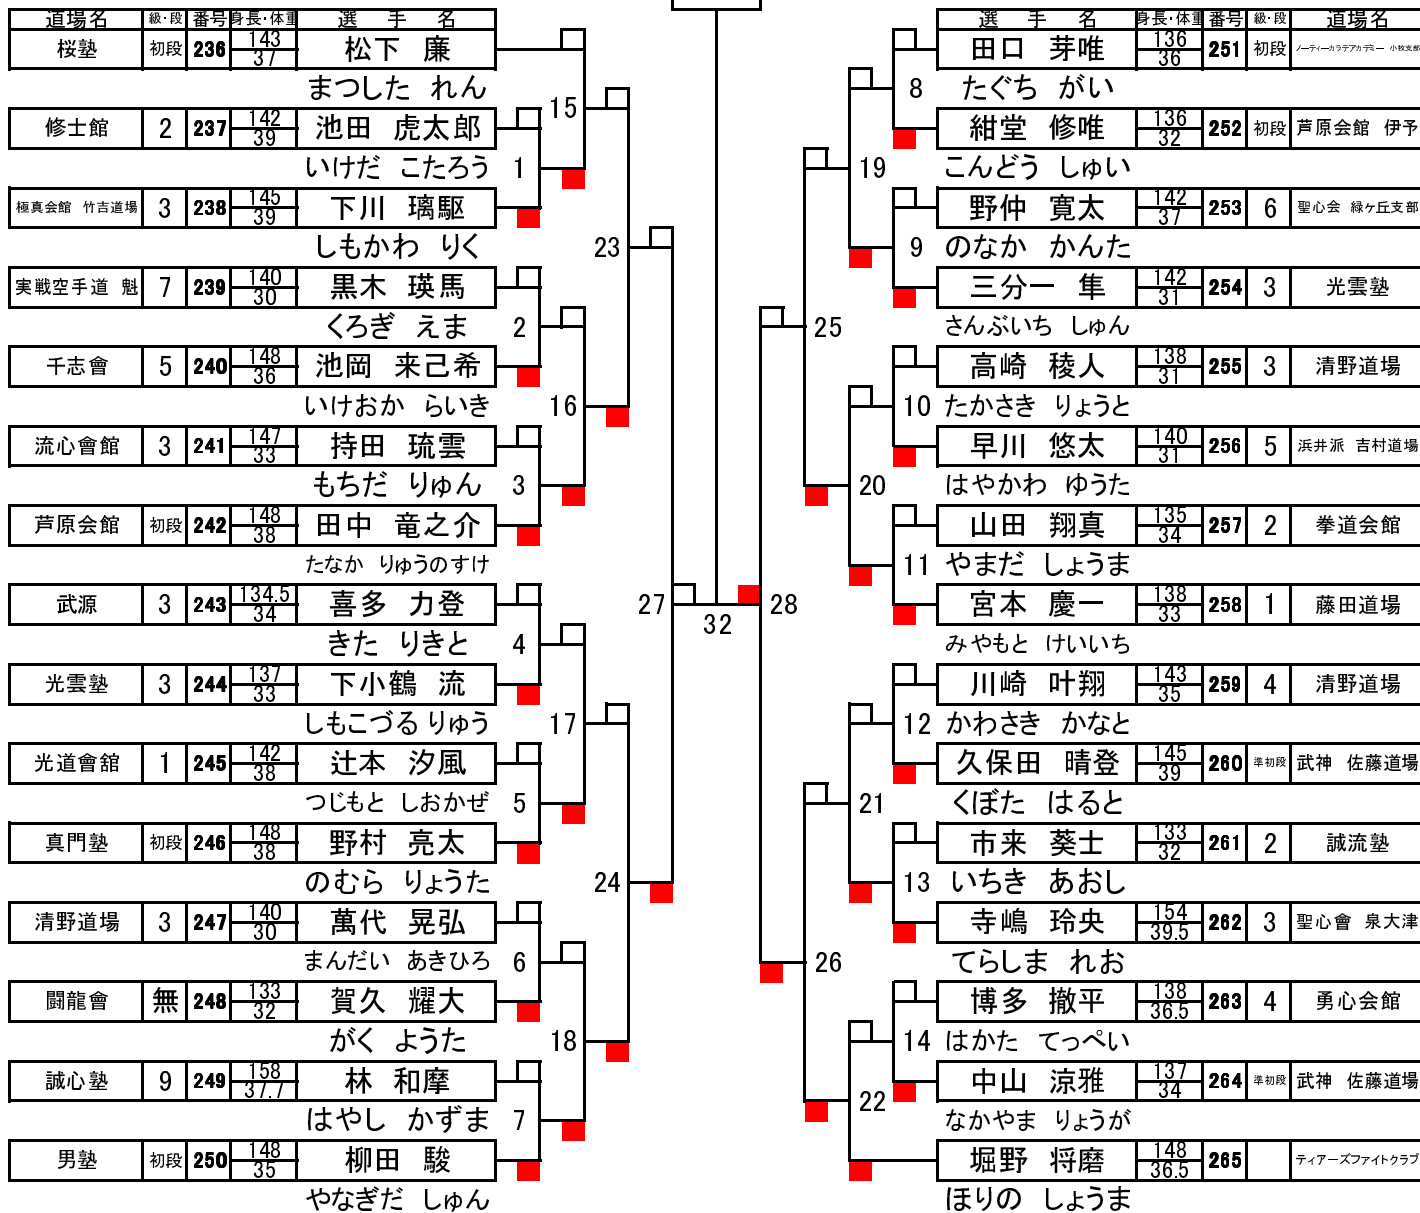 道場名 級・段 番号 身長・体重 選 手 名
桜塾 初段 236 143 37 松下 廉
まつした れん
修士館 2 237 142 39 池田 虎太郎
いけだ こたろう
極真会館 竹吉道場 3 238 145 39 下川 璃駆
しもかわ りく
実戦空手道 魁 7 239 140 30 黒木 瑛馬
くろぎ えま
千志會 5 240 148 36 池岡 来己希
いけおか らいき
流心會館 3 241 147 33 持田 琉雲
もちだ りゅん
芦原会館 初段 242 148 38 田中 竜之介
たなか りゅうのすけ
武源 3 243 134.5 34 喜多 力登
きた りきと
光雲塾 3 244 137 33 下小鶴 流
しもこづる りゅう
光道會舘 1 245 142 38 辻本 汐風
つじもと しおかぜ
真門塾 初段 246 148 38 野村 亮太
のむら りょうた
清野道場 3 247 140 30 萬代 晃弘
まんだい あきひろ
闘龍會 無 248 133 32 賀久 耀大
がく ようた
誠心塾 9 249 158 37.7 林 和摩
はやし かずま
男塾 初段 250 148 35 柳田 駿
やなぎだ しゅん
1
2
3
4
5
6
7
15
16
17
18
23
24
27
32
28
25
26
19
20
21
22
8
9
10
11
12
13
14
選 手 名 身長・体重 番号 級・段 道場名
田口 芽唯 136 36 251 初段 ノーティーカラテアカデミー 小牧支部
たぐち がい
紺堂 修唯 136 32 252 初段 芦原会館 伊予
こんどう しゅい
野仲 寛太 142 37 253 6 聖心会 緑ケ丘支部
のなか かんた
三分一 隼 142 31 254 3 光雲塾
さんぶいち しゅん
高崎 稜人 138 31 255 3 清野道場
たかさき りょうと
早川 悠太 140 31 256 5 浜井派 吉村道場
はやかわ ゆうた
山田 翔真 135 34 257 2 拳道会館
やまだ しょうま
宮本 慶一 138 33 258 1 藤田道場
みやもと けいいち
川崎 叶翔 143 35 259 4 清野道場
かわさき かなと
久保田 晴登 145 39 260 準初段 武神 佐藤道場
くぼた はると
市来 葵士 133 32 261 2 誠流塾
いちき あおし
寺嶋 玲央 154 39.5 262 3 聖心會 泉大津
てらしま れお
博多 撤平 138 36.5 263 4 勇心会館
はかた てっぺい
中山 涼雅 137 34 264 準初段 武神 佐藤道場
なかやま りょうが
堀野 将磨 148 36.5 265 ティアーズファイトクラブ
ほりの しょうま